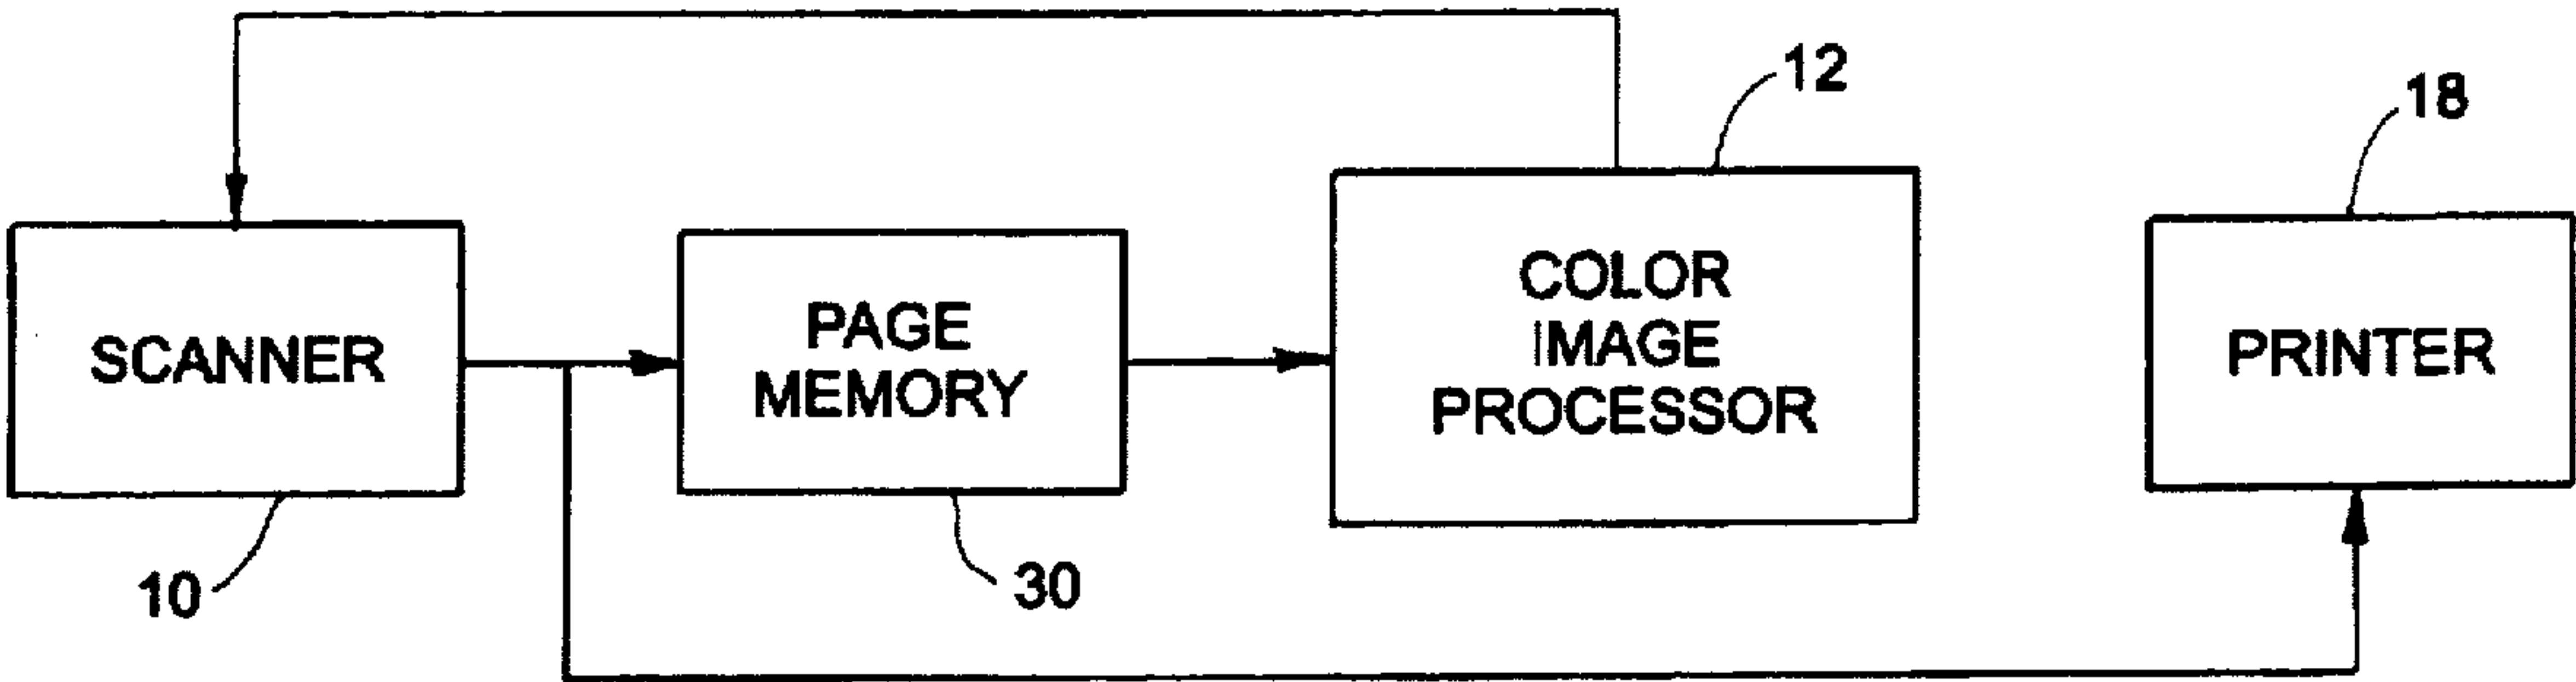 12
18
SCANNER
PAGE
MEMORY
COLOR
IMAGE
PROCESSOR
PRINTER
10
30